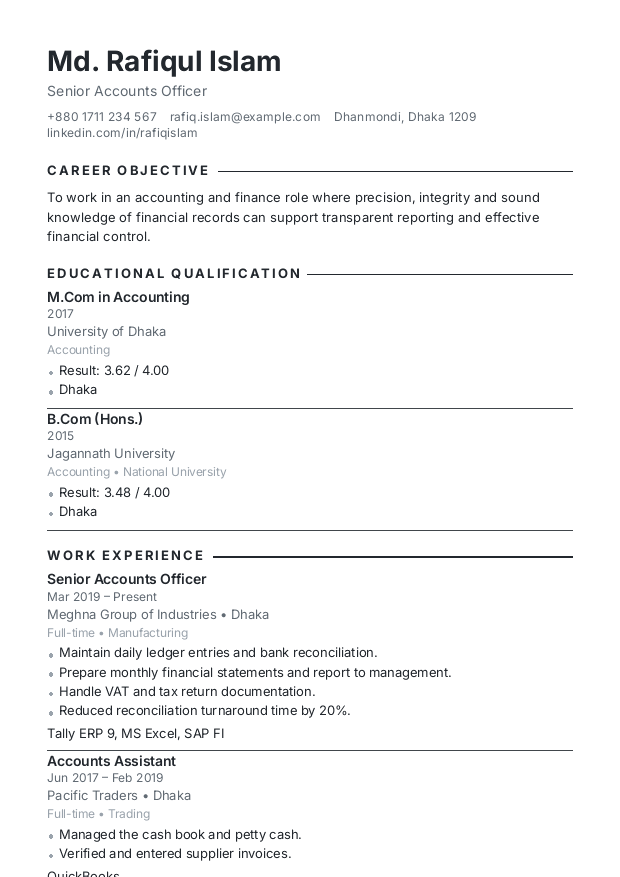 Md. Rafiqul Islam
Senior Accounts Officer
+880 1711 234 567 rafiq.islam@example.com Dhanmondi, Dhaka 1209
linkedin.com/in/rafiqislam
CAREER OBJECTIVE
To work in an accounting and finance role where precision, integrity and sound
knowledge of financial records can support transparent reporting and effective
financial control.
EDUCATIONAL QUALIFICATION
M.Com in Accounting
2017
University of Dhaka
Accounting
• Result: 3.62 / 4.00
• Dhaka
B.Com (Hons.)
2015
Jagannath University
Accounting • National University
• Result: 3.48 / 4.00
• Dhaka
WORK EXPERIENCE
Senior Accounts Officer
Mar 2019 – Present
Meghna Group of Industries • Dhaka
Full-time • Manufacturing
• Maintain daily ledger entries and bank reconciliation.
• Prepare monthly financial statements and report to management.
• Handle VAT and tax return documentation.
• Reduced reconciliation turnaround time by 20%.
Tally ERP 9, MS Excel, SAP FI
Accounts Assistant
Jun 2017 – Feb 2019
Pacific Traders • Dhaka
Full-time • Trading
• Managed the cash book and petty cash.
• Verified and entered supplier invoices.
QuickBooks